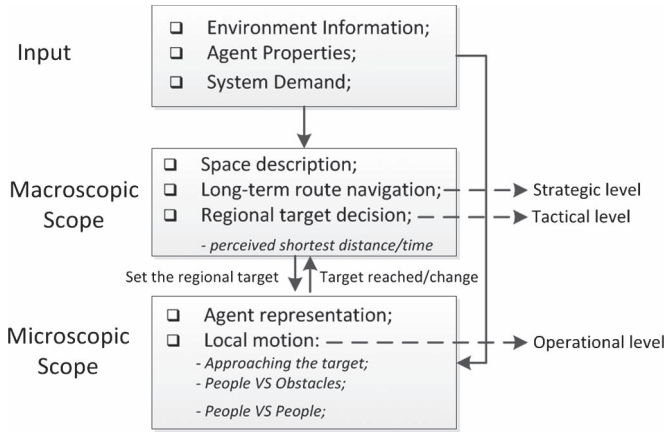 Input
❑ Environment Information;
❑ Agent Properties;
❑ System Demand;
Macroscopic
Scope
❑ Space description;
❑ Long-term route navigation;
Strategic level
❑ Regional target decision;
Tactical level
- perceived shortest distance/time
Set the regional target
Target reached/change
Microscopic
Scope
❑ Agent representation;
❑ Local motion:
Operational level
- Approaching the target;
- People VS Obstacles;
- People VS People;